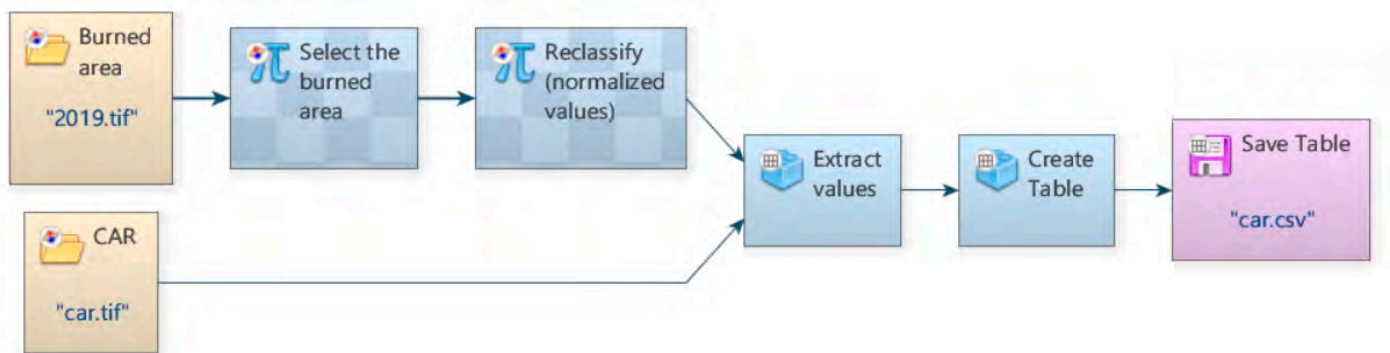 Burned
area
"2019.tif"
Select the
burned
area
Reclassify
(normalized
values)
CAR
"car.tif"
Extract
values
Create
Table
Save Table
"car.csv"